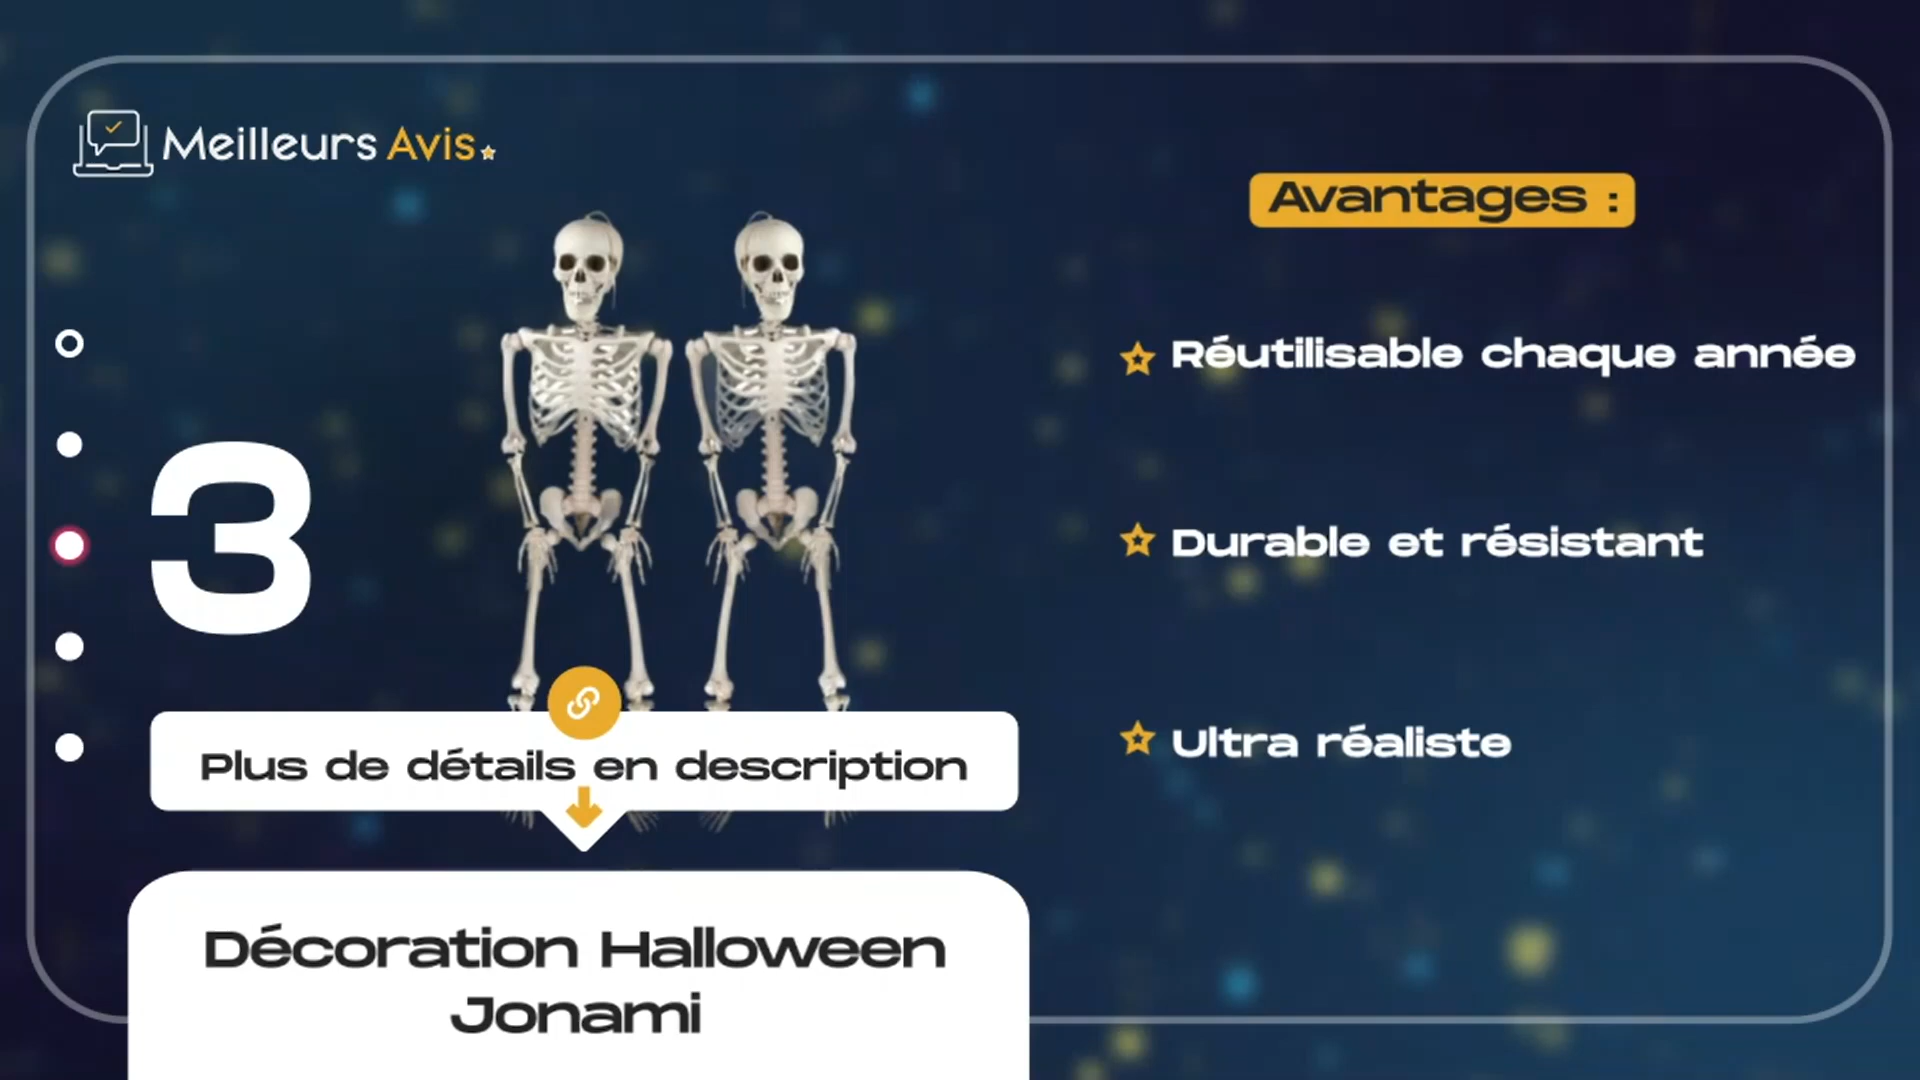 Meilleurs Avis
Avantages :
Réutilisable chaque année
3
Durable et résistant
Ultra réaliste
Plus de détails en description
Décoration Halloween
Jonami